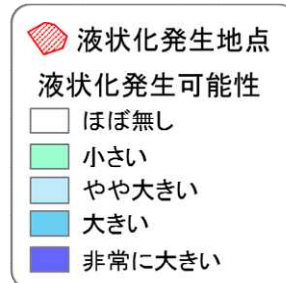 液状化発生地点
液状化発生可能性
ほぼ無し
小さい
やや大きい
大きい
非常に大きい